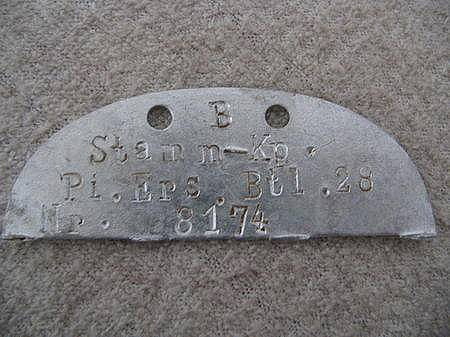 B
Stamm-Kp.
Pi.Ers.Btl.28
Nr. 8174